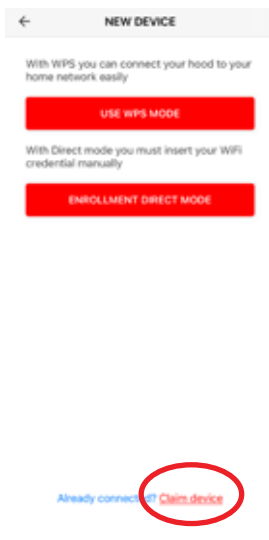 ← NEW DEVICE
With WPS you can connect your hood to your
home network easily
USE WPS MODE
With Direct mode you must insert your WiFi
credential manually
ENROLLMENT DIRECT MODE
Already connected? Claim device